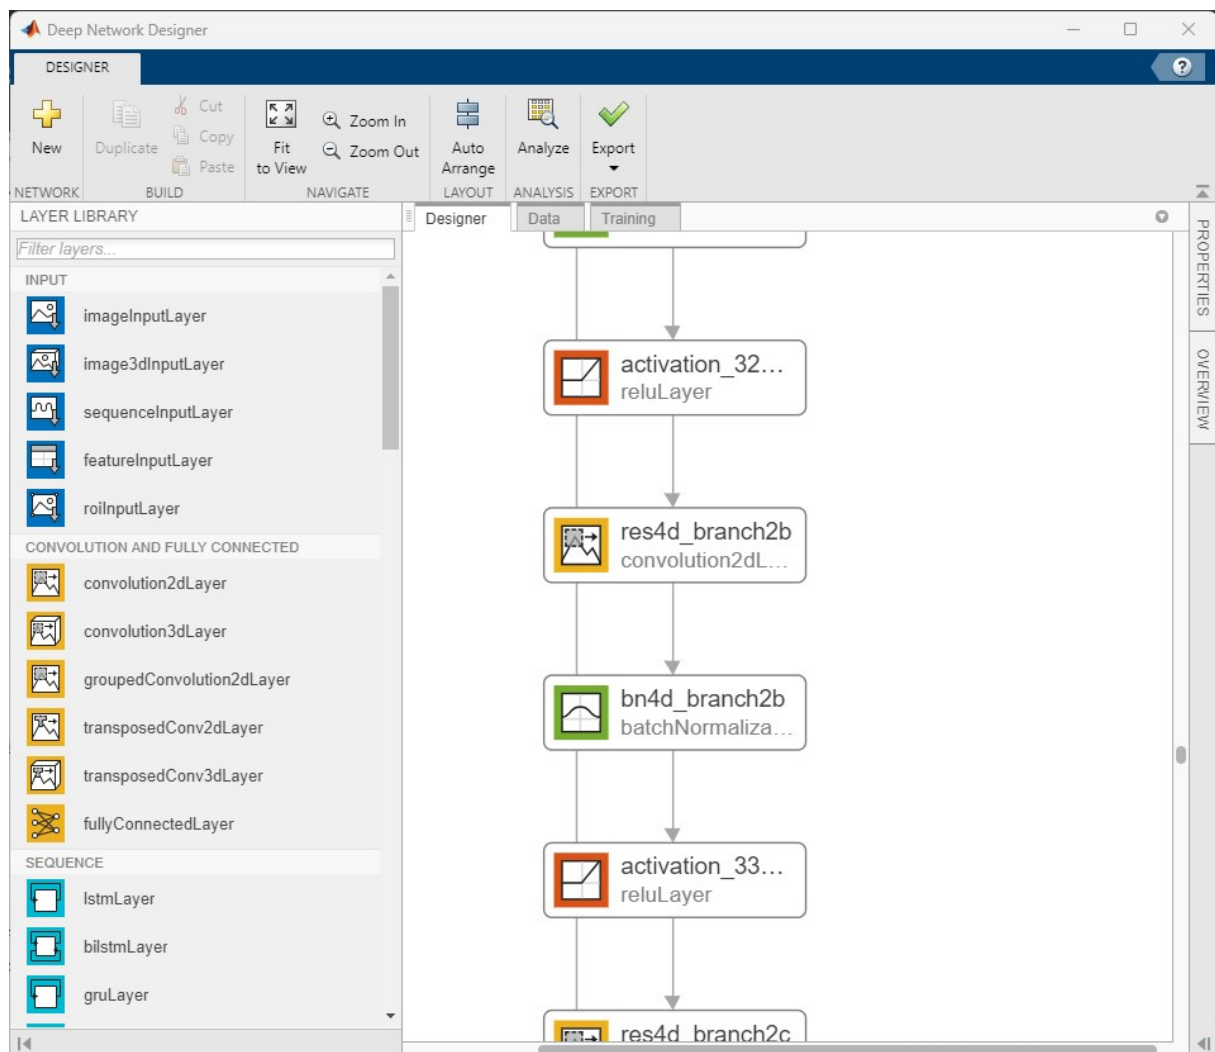 Deep Network Designer
DESIGNER
?
New
Duplicate
Cut
Copy
Paste
Fit
to View
Zoom In
Zoom Out
Auto
Arrange
Analyze
Export
NETWORK
BUILD
NAVIGATE
LAYOUT
ANALYSIS
EXPORT
LAYER LIBRARY
Filter layers...
INPUT
imageInputLayer
image3dInputLayer
sequenceInputLayer
featureInputLayer
roiInputLayer
CONVOLUTION AND FULLY CONNECTED
convolution2dLayer
convolution3dLayer
groupedConvolution2dLayer
transposedConv2dLayer
transposedConv3dLayer
fullyConnectedLayer
SEQUENCE
lstmLayer
bilstmLayer
gruLayer
Designer
Data
Training
activation_32...
reluLayer
res4d_branch2b
convolution2dL...
bn4d_branch2b
batchNormaliza...
activation_33...
reluLayer
res4d_branch2c
PROPERTIES
OVERVIEW